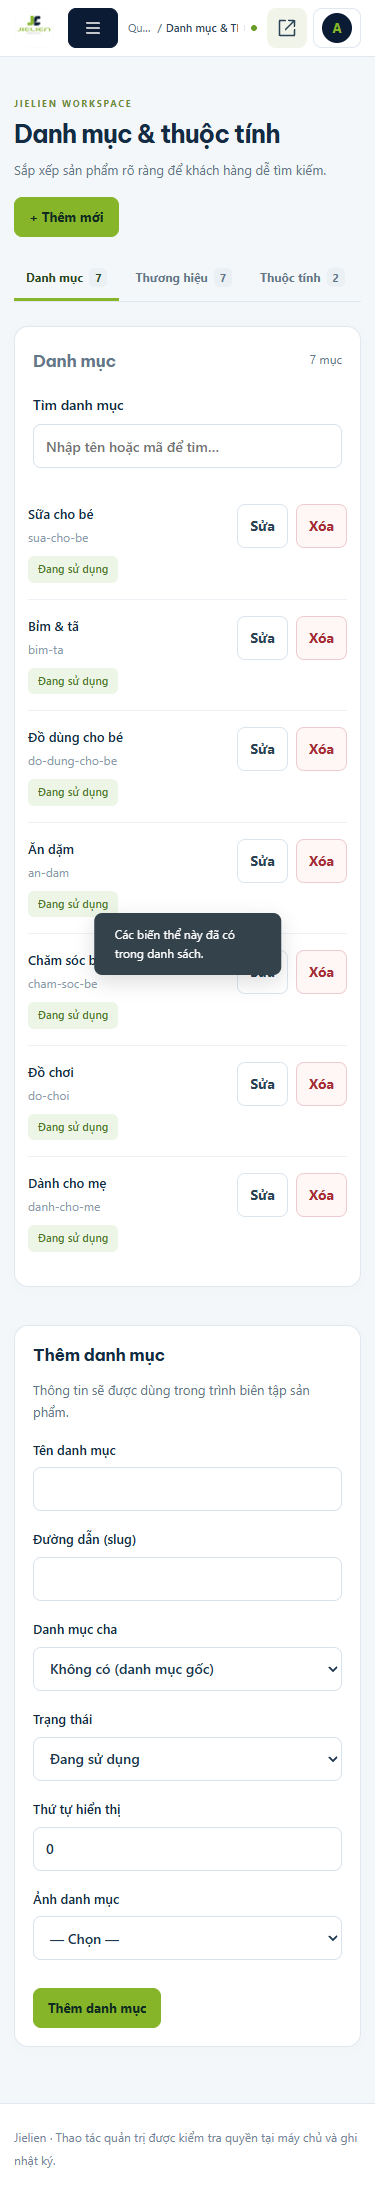 JIELIEN
Qu... / Danh mục & Tl
A
JIELIEN WORKSPACE
Danh mục & thuộc tính
Sắp xếp sản phẩm rõ ràng để khách hàng dễ tìm kiếm.
+ Thêm mới
Danh mục 7 Thương hiệu 7 Thuộc tính 2
Danh mục 7 mục
Tìm danh mục
Nhập tên hoặc mã để tìm...
Sữa cho bé Sửa Xóa
sua-cho-be
Đang sử dụng
Bỉm & tã Sửa Xóa
bim-ta
Đang sử dụng
Đồ dùng cho bé Sửa Xóa
do-dung-cho-be
Đang sử dụng
Ăn dặm Sửa Xóa
an-dam
Đang sử dụng
Các biến thể này đã có
trong danh sách.
Chăm sóc Sửa Xóa
cham-soc-be
Đang sử dụng
Đồ chơi Sửa Xóa
do-choi
Đang sử dụng
Dành cho mẹ Sửa Xóa
danh-cho-me
Đang sử dụng
Thêm danh mục
Thông tin sẽ được dùng trong trình biên tập sản
phẩm.
Tên danh mục
Đường dẫn (slug)
Danh mục cha
Không có (danh mục gốc)
Trạng thái
Đang sử dụng
Thứ tự hiển thị
0
Ảnh danh mục
— Chọn —
Thêm danh mục
Jielien · Thao tác quản trị được kiểm tra quyền tại máy chủ và ghi
nhật ký.